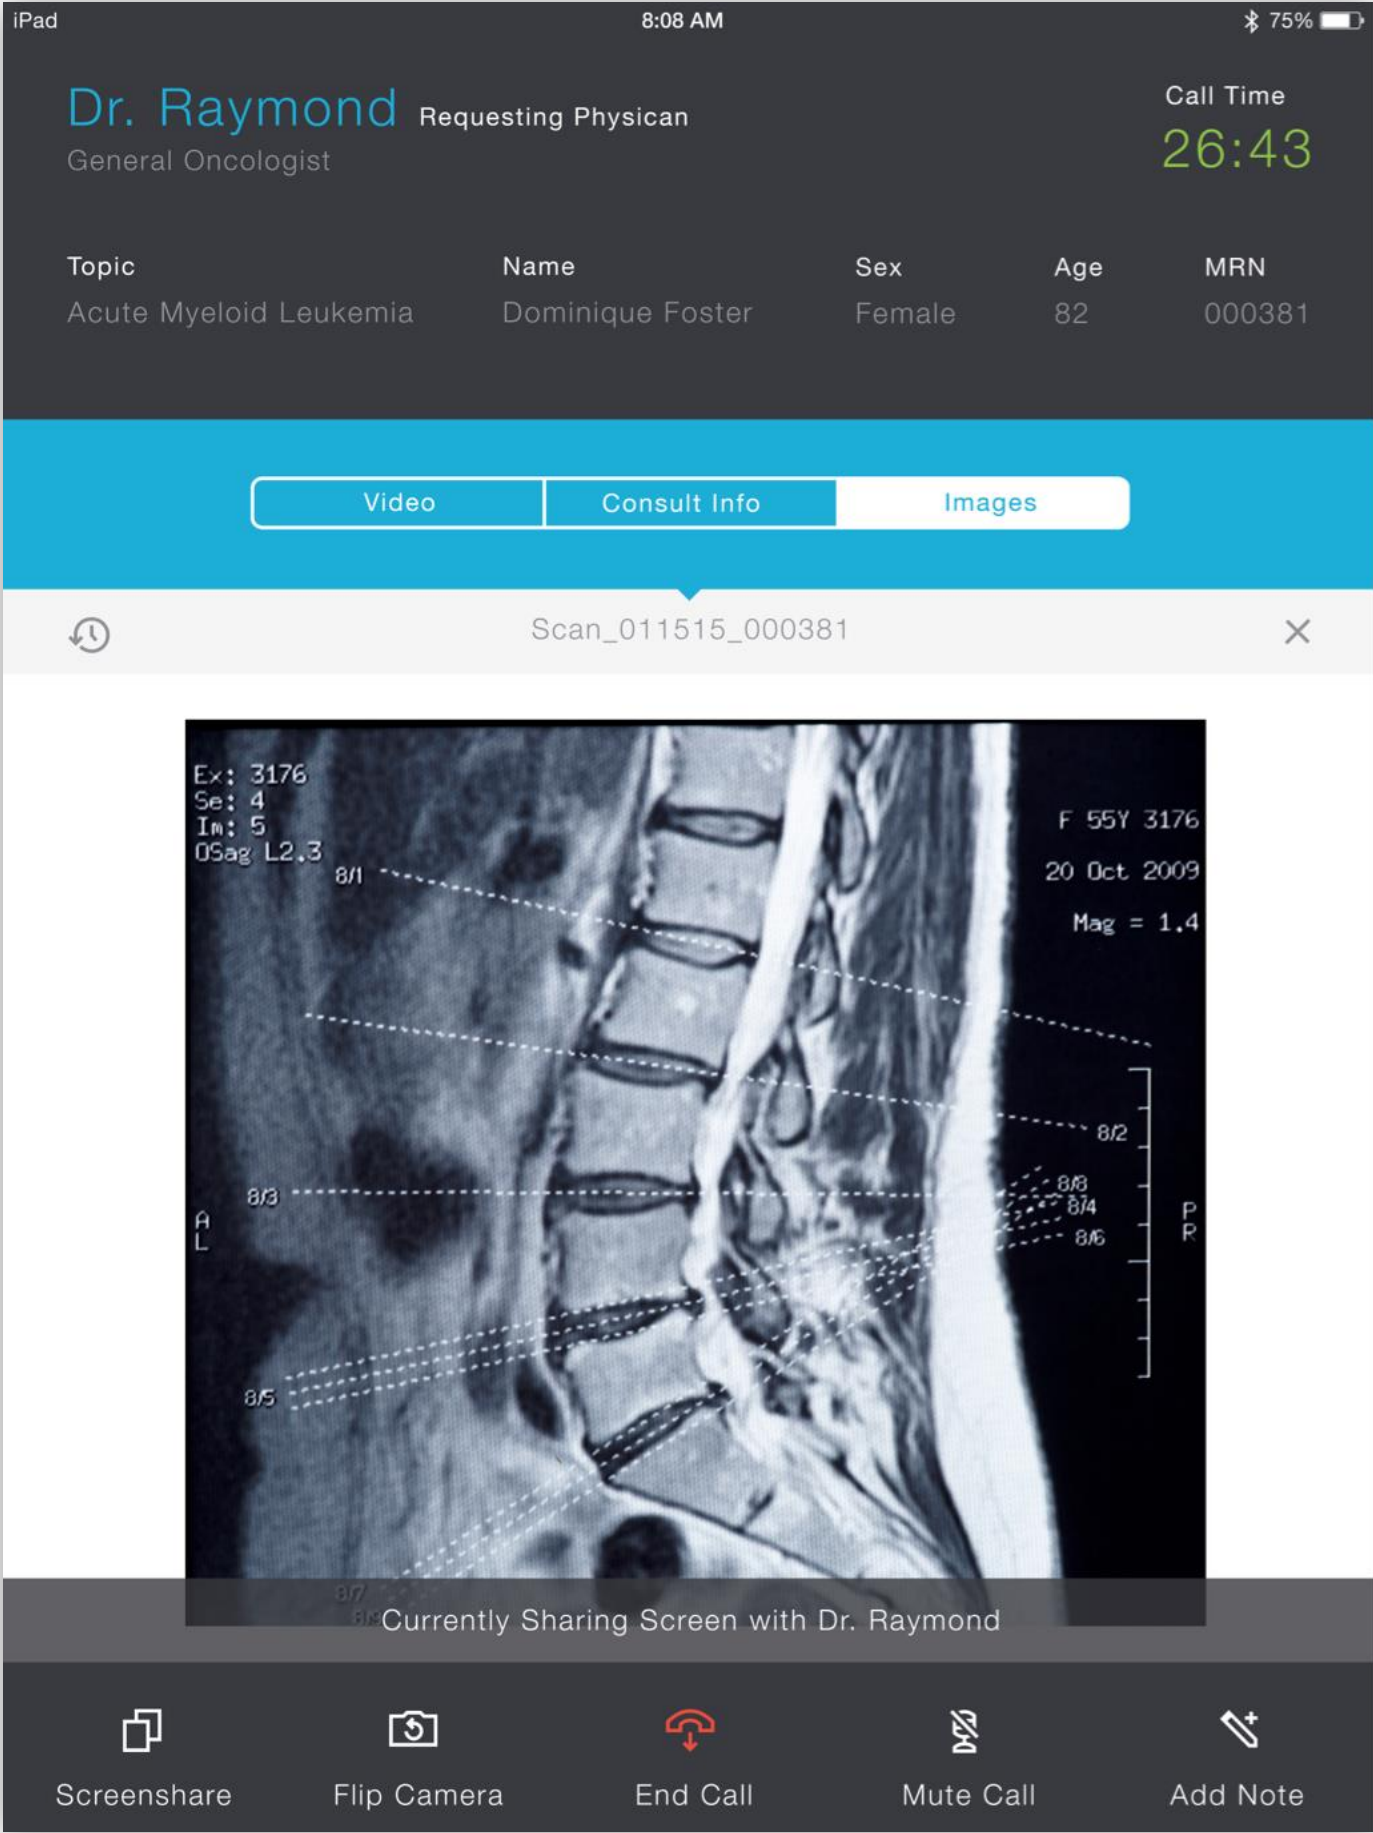 iPad 8:08 AM 75%
Dr. Raymond Requesting Physican
General Oncologist
Call Time
26:43
Topic Name Sex Age MRN
Acute Myeloid Leukemia Dominique Foster Female 82 000381
Video Consult Info Images
Scan_011515_000381
Ex: 3176
Se: 4
Im: 5
OSag L2.3
F 55Y 3176
20 Oct 2009
Mag = 1.4
8/1
8/2
8/3
8/8
8/4
8/6
A
L
P
R
8/5
8/7
Currently Sharing Screen with Dr. Raymond
Screenshare Flip Camera End Call Mute Call Add Note